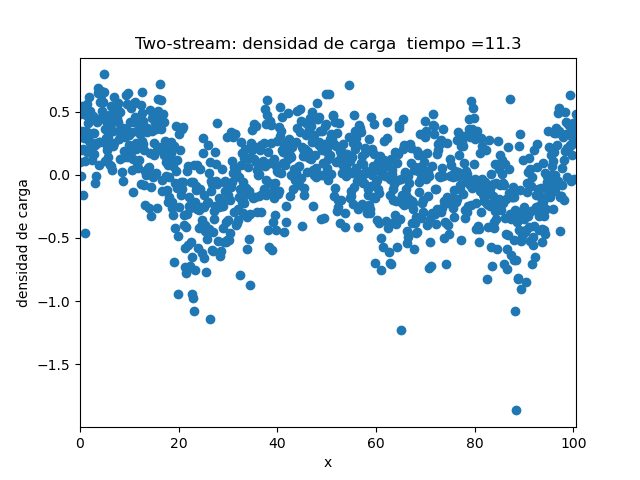 Two-stream: densidad de carga  tiempo =11.3
densidad de carga
0.5
0.0
−0.5
−1.0
−1.5
0 20 40 60 80 100
x